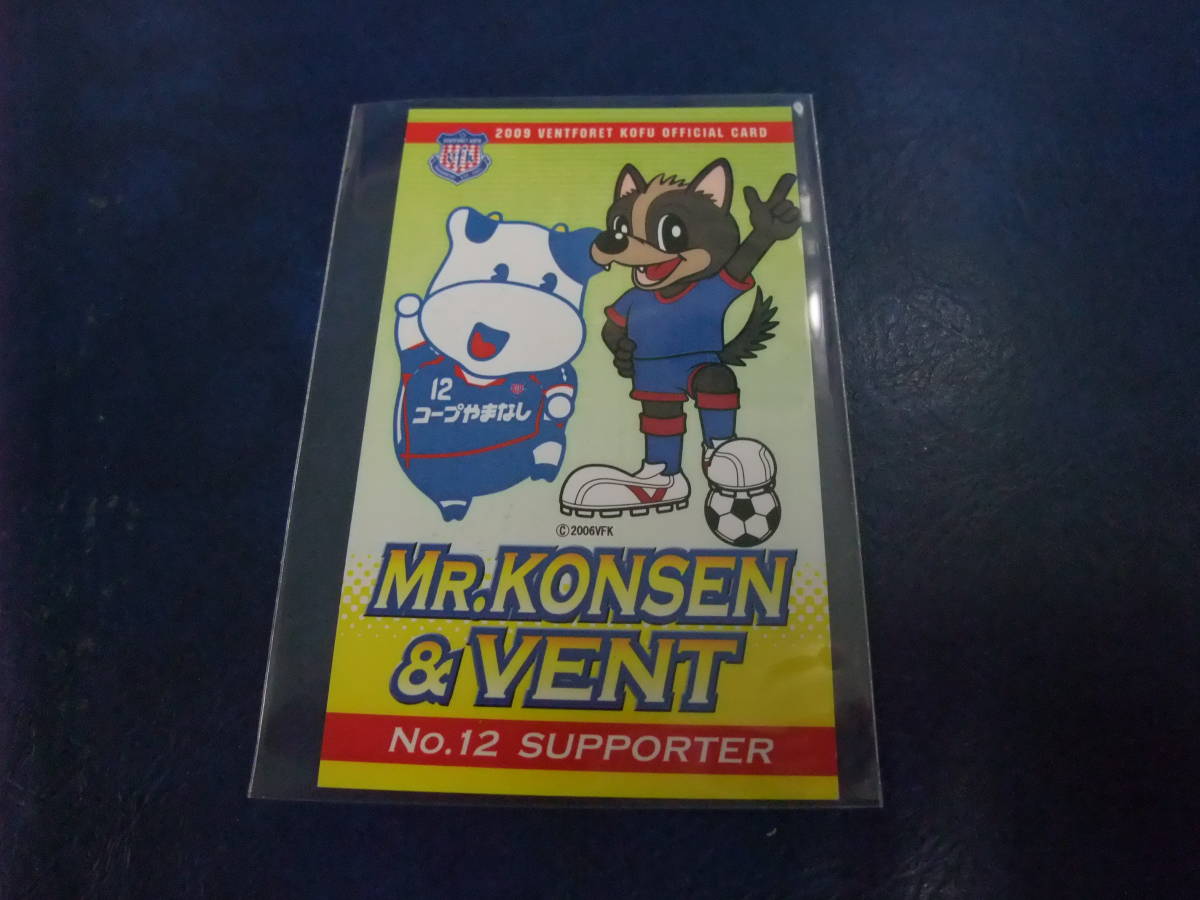 2009 VENTFORET KOFU OFFICIAL CARD
VFK
12
コープやまなし
©2006VFK
MR.KONSEN
& VENT
No.12 SUPPORTER